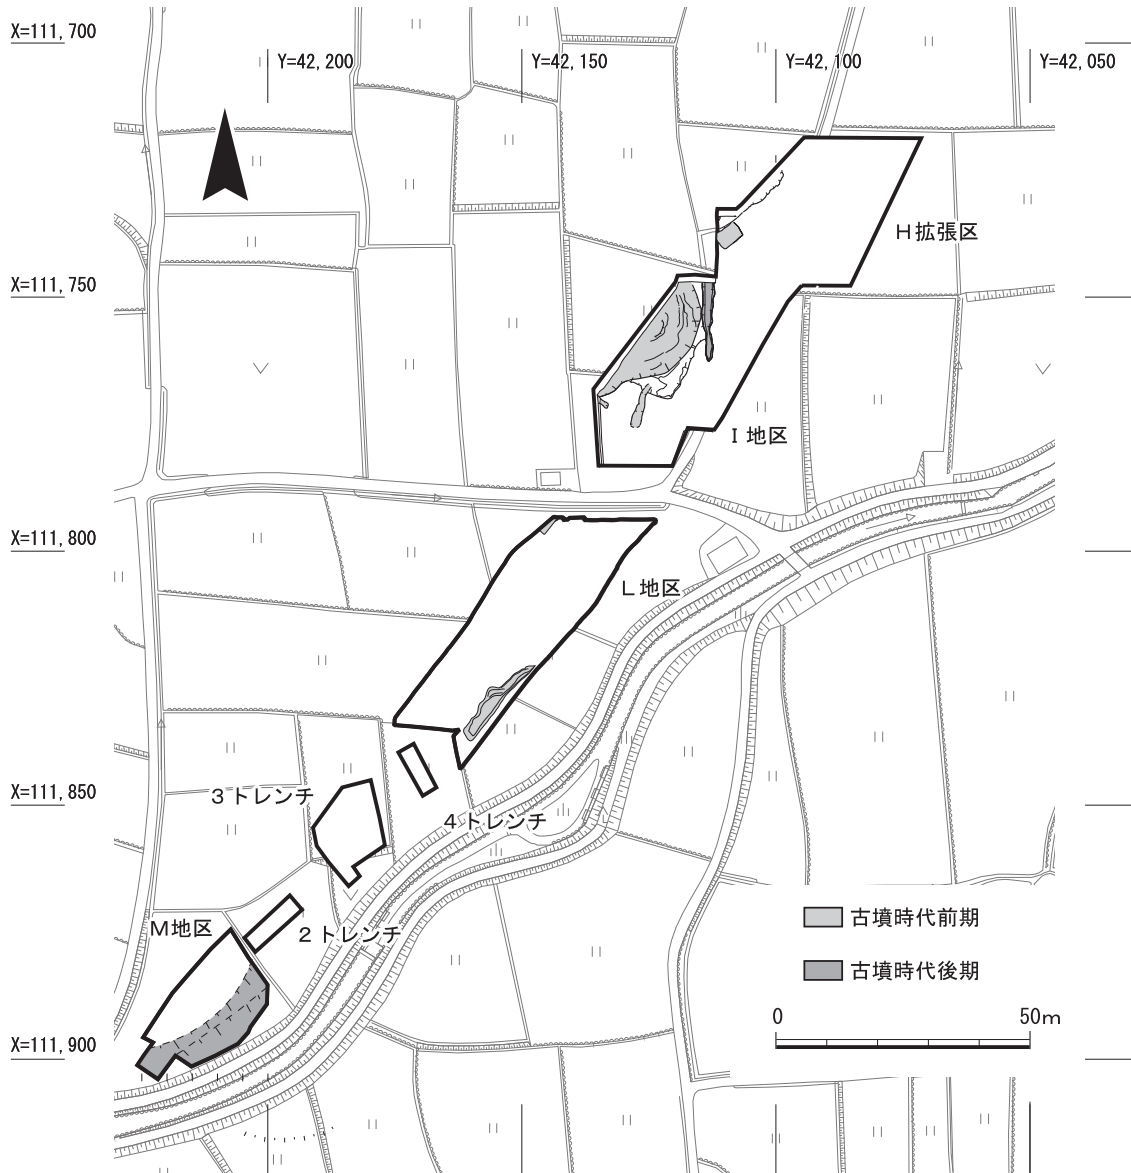 X=111,700
Y=42,200
Y=42,150
Y=42,100
Y=42,050
H拡張区
X=111,750
I地区
X=111,800
L地区
X=111,850
3トレンチ
4トレンチ
M地区
2トレンチ
古墳時代前期
古墳時代後期
0
50m
X=111,900